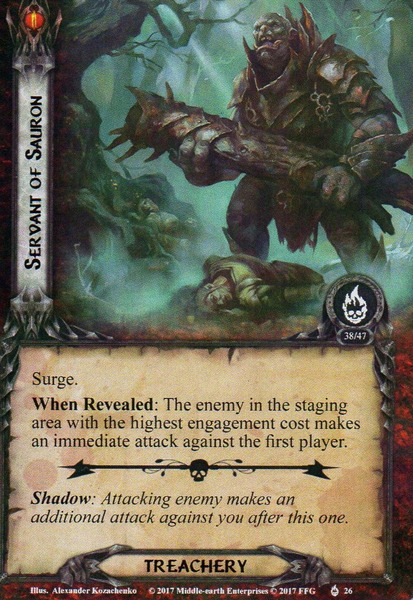 SERVANT OF SAURON
38/47
Surge.
When Revealed: The enemy in the staging
area with the highest engagement cost makes
an immediate attack against the first player.
Shadow: Attacking enemy makes an
additional attack against you after this one.
TREACHERY
Illus. Alexander Kozachenko © 2017 Middle-earth Enterprises © 2017 FFG 26